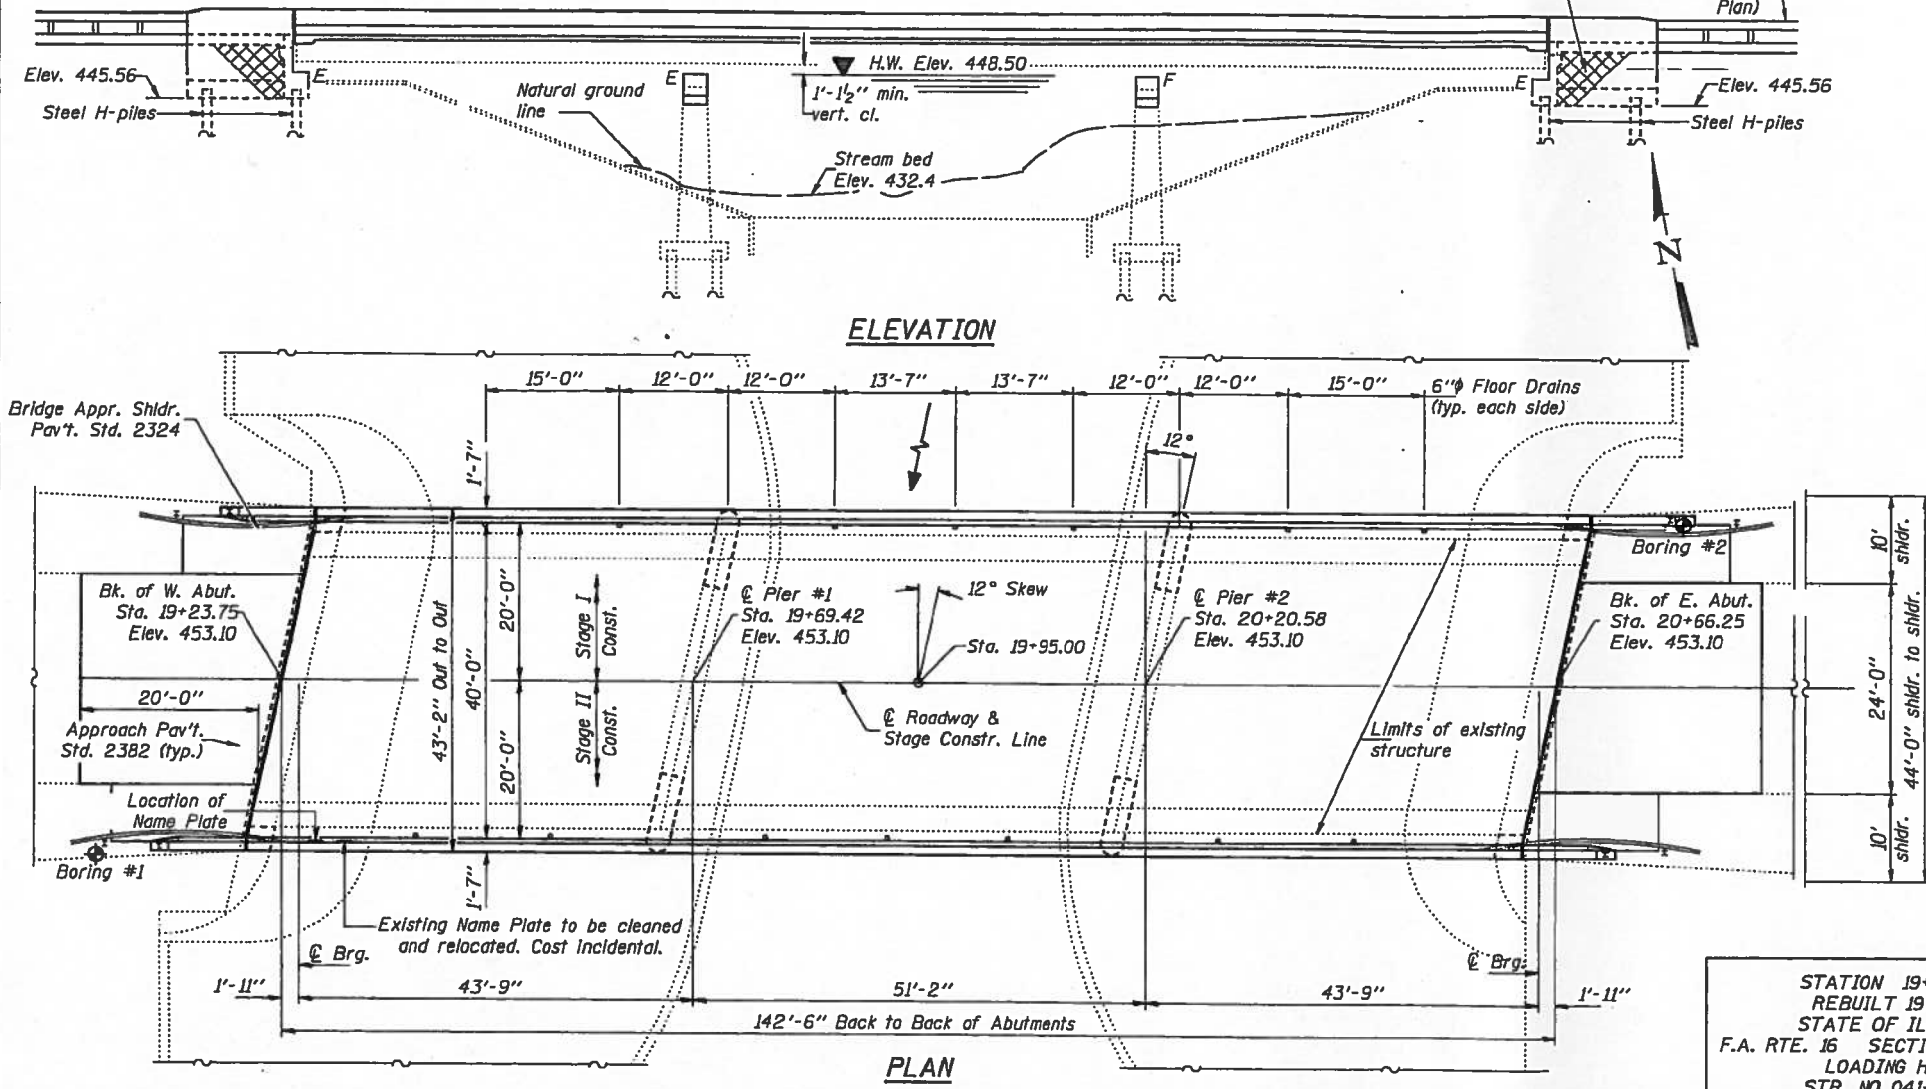 Plan)
Elev. 445.56
E
E
H.W. Elev. 448.50
F
E
Elev. 445.56
Natural ground
line
1'-1½" min.
vert. cl.
Steel H-piles
Steel H-piles
Stream bed
Elev. 432.4
N
ELEVATION
15'-0"
12'-0"
12'-0"
13'-7"
13'-7"
12'-0"
12'-0"
15'-0"
6"ϕ Floor Drains
(typ. each side)
Bridge Appr. Shldr.
Pav't. Std. 2324
1'-7"
12°
Boring #2
10'
shldr.
Bk. of W. Abut.
Sta. 19+23.75
Elev. 453.10
43'-2" Out to Out
40'-0"
20'-0"
Stage I
Const.
℄ Pier #1
Sta. 19+69.42
Elev. 453.10
12° Skew
Sta. 19+95.00
℄ Pier #2
Sta. 20+20.58
Elev. 453.10
Bk. of E. Abut.
Sta. 20+66.25
Elev. 453.10
24'-0"
44'-0" shldr. to shldr.
20'-0"
Approach Pav't.
Std. 2382 (typ.)
20'-0"
Stage II
Const.
℄ Roadway &
Stage Constr. Line
Limits of existing
structure
Location of
Name Plate
10'
shldr.
Boring #1
1'-7"
Existing Name Plate to be cleaned
and relocated. Cost Incidental.
℄ Brg.
℄ Brg.
1'-11"
43'-9"
51'-2"
43'-9"
1'-11"
142'-6" Back to Back of Abutments
PLAN
STATION 19+
REBUILT 19
STATE OF IL
F.A. RTE. 16 SECTI
LOADING H
STR. NO. 041